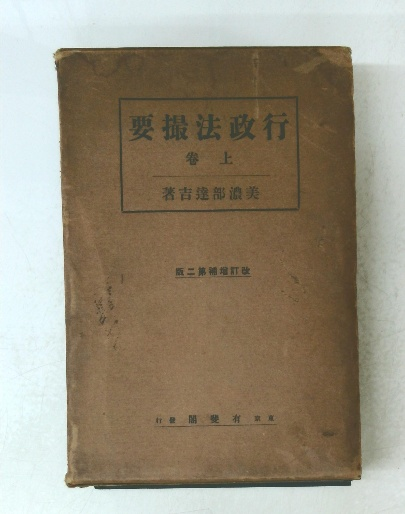 行政法撮要
上卷
美濃部達吉著
改訂增補第二版
東京 有斐閣 發行